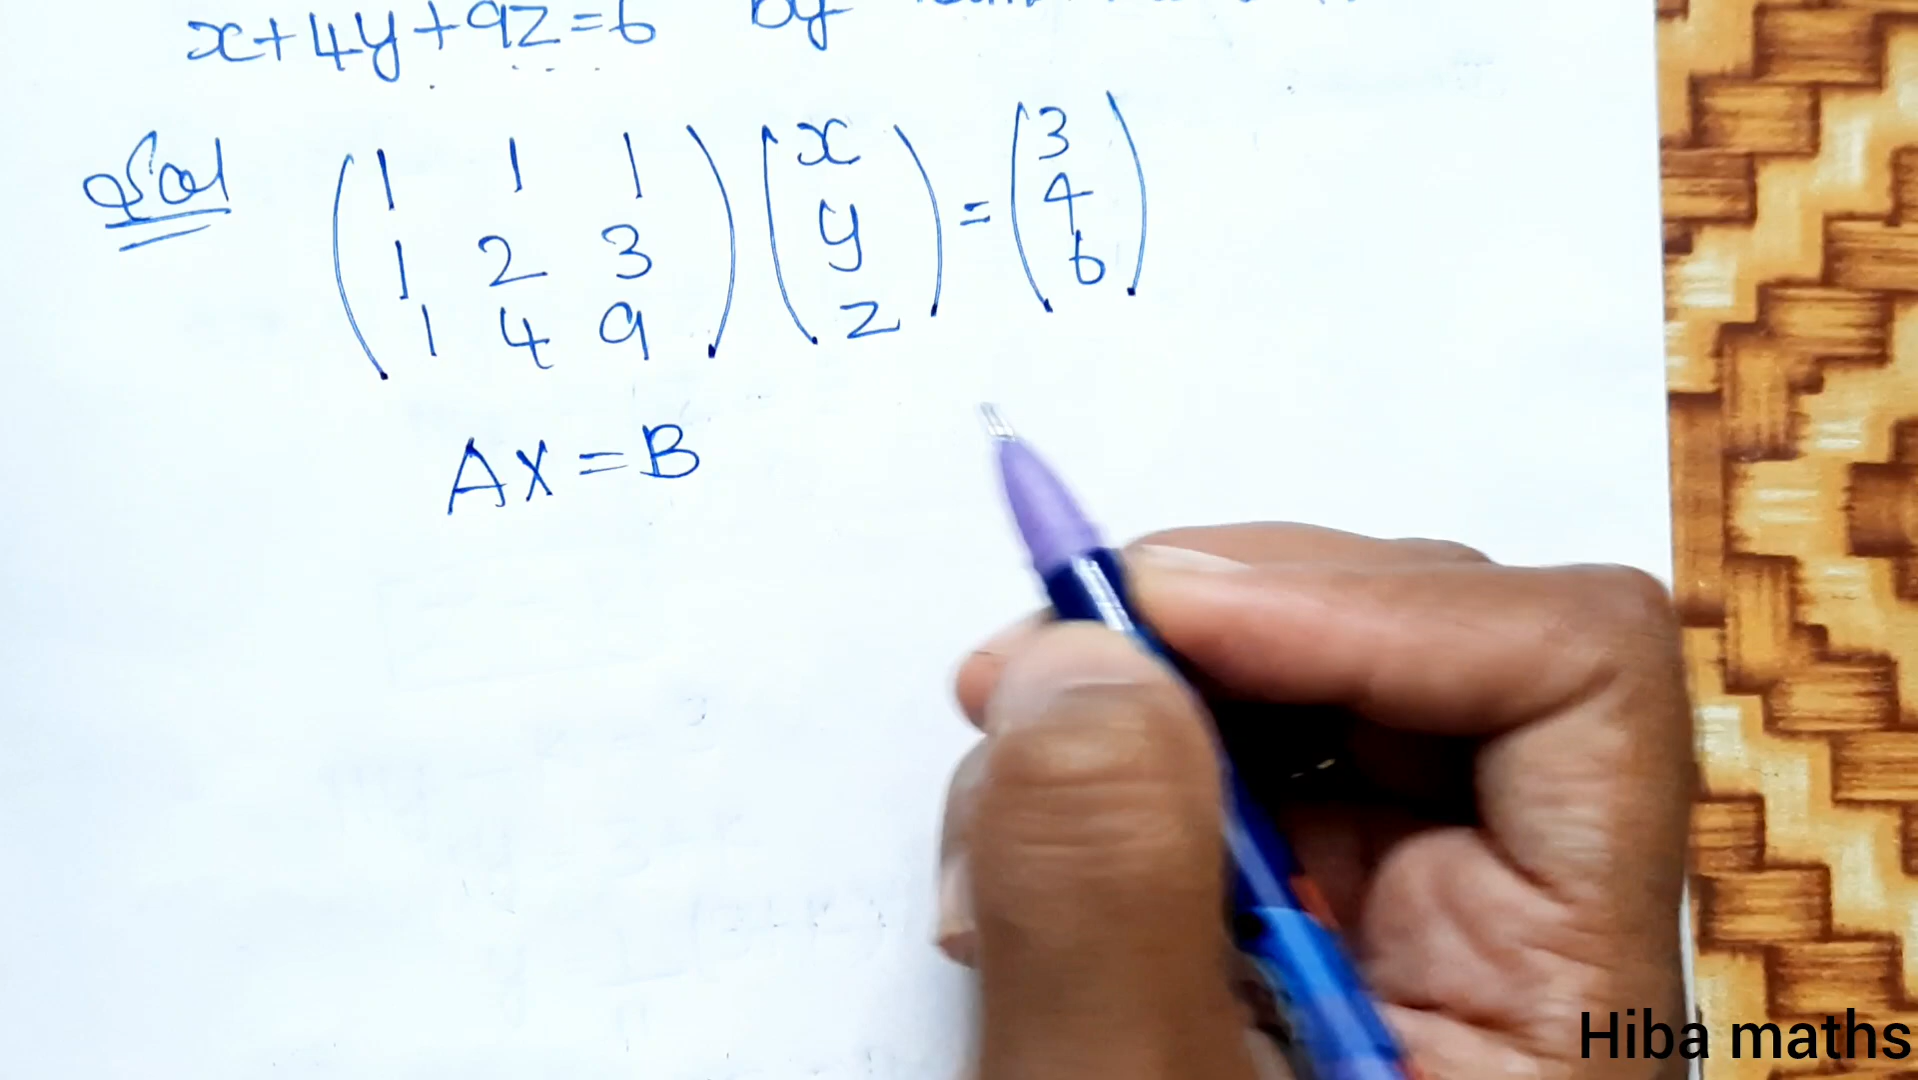 x+4y+9z=6 by
Sol (1 1 1) (x) = (3)
(1 2 3) (y) (4)
(1 4 9) (z) (6)
AX=B
Hiba maths